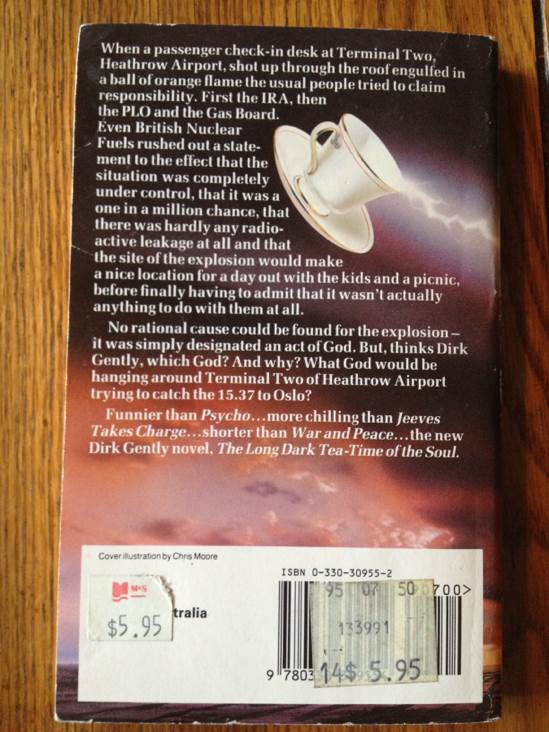 When a passenger check-in desk at Terminal Two,
Heathrow Airport, shot up through the roof engulfed in
a ball of orange flame the usual people tried to claim
responsibility. First the IRA, then
the PLO and the Gas Board.
Even British Nuclear
Fuels rushed out a state-
ment to the effect that the
situation was completely
under control, that it was a
one in a million chance, that
there was hardly any radio-
active leakage at all and that
the site of the explosion would make
a nice location for a day out with the kids and a picnic,
before finally having to admit that it wasn't actually
anything to do with them at all.
No rational cause could be found for the explosion –
it was simply designated an act of God. But, thinks Dirk
Gently, which God? And why? What God would be
hanging around Terminal Two of Heathrow Airport
trying to catch the 15.37 to Oslo?
Funnier than Psycho...more chilling than Jeeves
Takes Charge...shorter than War and Peace...the new
Dirk Gently novel, The Long Dark Tea-Time of the Soul.
Cover illustration by Chris Moore
ISBN 0-330-30955-2
M&S
$5.95
tralia
95 07 50
700>
133991
14$ 5.95
9 7803